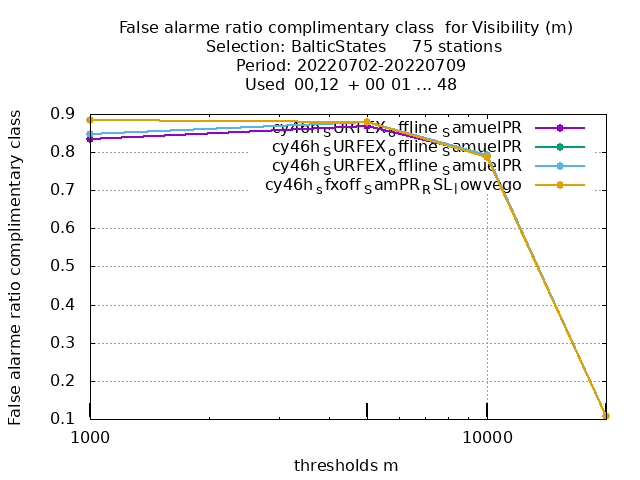 False alarme ratio complimentary class for Visibility (m)
Selection: BalticStates 75 stations
Period: 20220702-20220709
Used 00,12 + 00 01 ... 48
False alarme ratio complimentary class
0.9
0.8
0.7
0.6
0.5
0.4
0.3
0.2
0.1
cy46h_SURFEX_offline_SamuelPR
cy46h_SURFEX_offline_SamuelPR
cy46h_SURFEX_offline_SamuelPR
cy46h_sfxoff_SamPR_RSL_lowvego
1000
10000
thresholds m